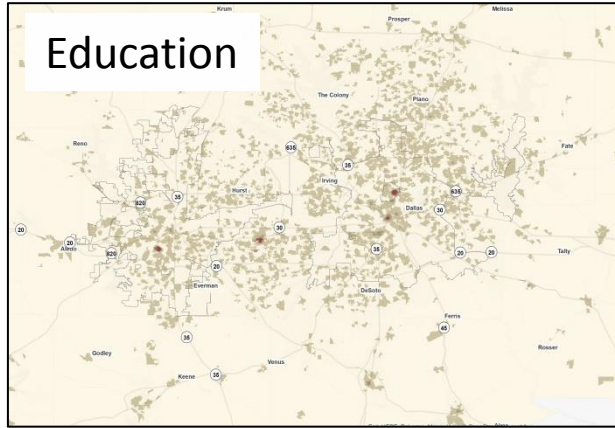 Krum
Melissa
Prosper
Education
The Colony
Plano
Reno
Fate
635
35
Hurst
Irving
820
35
635
Dallas
30
30
20
20
Aledo
820
35
20
20
Talty
20
Everman
DeSoto
Ferris
45
35
Godley
Venus
Rosser
Keene
35